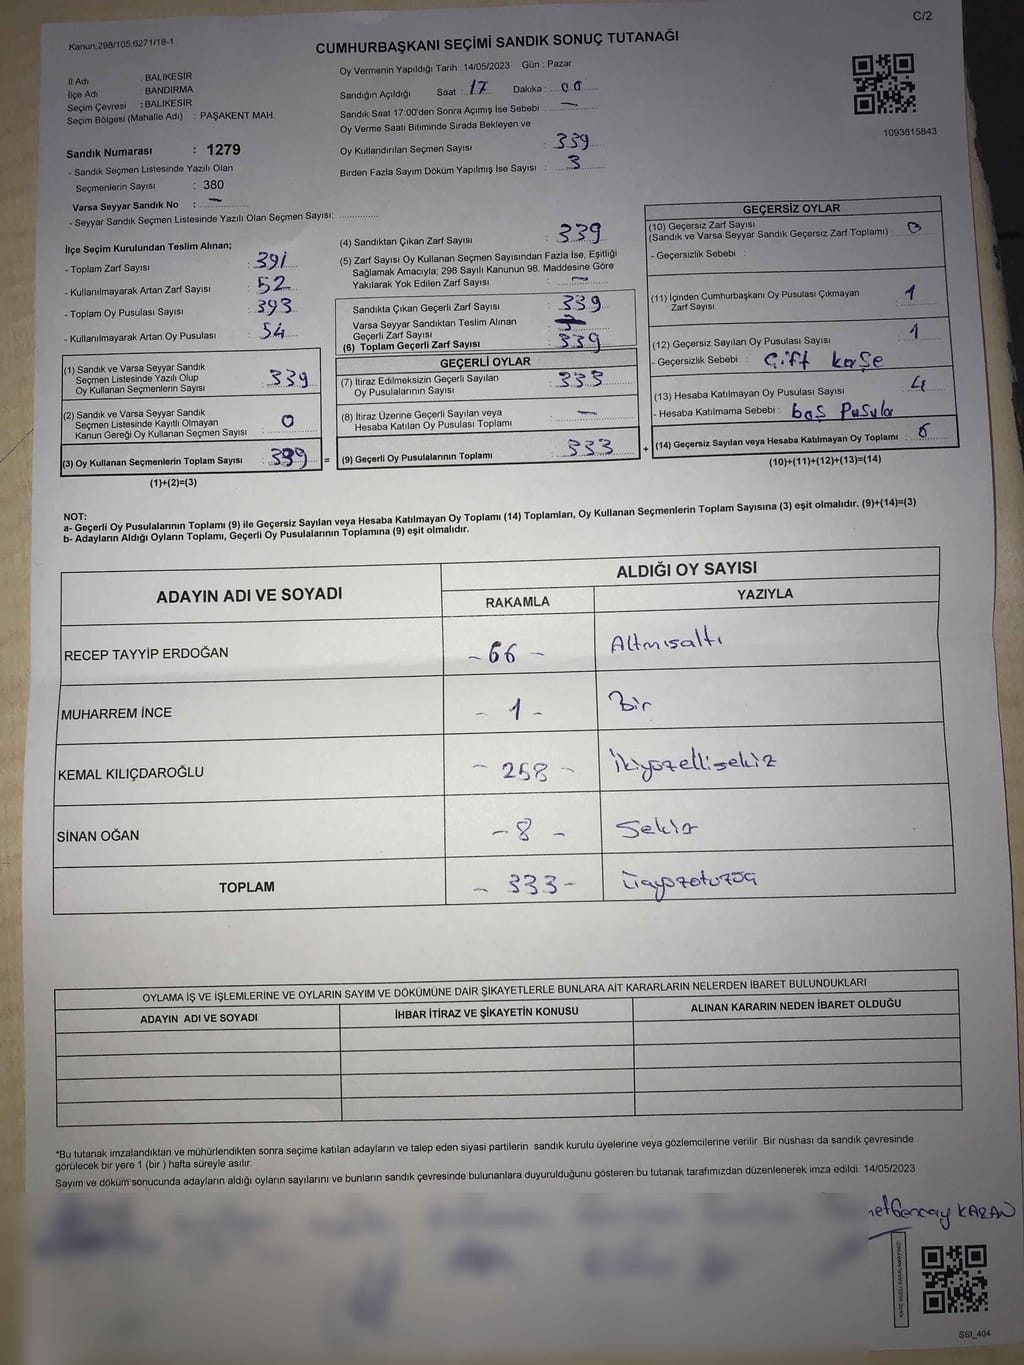 C/2
Kanun,298/105;6271/18-1
CUMHURBAŞKANI SEÇİMİ SANDIK SONUÇ TUTANAĞI
İl Adı : BALIKESİR
İlçe Adı : BANDIRMA
Seçim Çevresi : BALIKESİR
Seçim Bölgesi (Mahalle Adı) : PAŞAKENT MAH.
Sandık Numarası : 1279
- Sandık Seçmen Listesinde Yazılı Olan
Seçmenlerin Sayısı : 380
Varsa Seyyar Sandık No : —
- Seyyar Sandık Seçmen Listesinde Yazılı Olan Seçmen Sayısı:
Oy Vermenin Yapıldığı Tarih : 14/05/2023 Gün : Pazar
Sandığın Açıldığı Saat : 17 Dakika : 00
Sandık Saat 17:00'den Sonra Açımış İse Sebebi : —
Oy Verme Saati Bitiminde Sırada Bekleyen ve
Oy Kullandırılan Seçmen Sayısı : 339
Birden Fazla Sayım Döküm Yapılmış İse Sayısı : 3
1093815843
İlçe Seçim Kurulundan Teslim Alınan;
- Toplam Zarf Sayısı : 391
- Kullanılmayarak Artan Zarf Sayısı : 52
- Toplam Oy Pusulası Sayısı : 393
- Kullanılmayarak Artan Oy Pusulası : 54
(1) Sandık ve Varsa Seyyar Sandık
Seçmen Listesinde Yazılı Olup
Oy Kullanan Seçmenlerin Sayısı : 339
(2) Sandık ve Varsa Seyyar Sandık
Seçmen Listesinde Kayıtlı Olmayan
Kanun Gereği Oy Kullanan Seçmen Sayısı : 0
(3) Oy Kullanan Seçmenlerin Toplam Sayısı : 339 =
(1)+(2)=(3)
(4) Sandıktan Çıkan Zarf Sayısı : 339
(5) Zarf Sayısı Oy Kullanan Seçmen Sayısından Fazla İse, Eşitliği
Sağlamak Amacıyla; 298 Sayılı Kanunun 98. Maddesine Göre
Yakılarak Yok Edilen Zarf Sayısı : —
Sandıkta Çıkan Geçerli Zarf Sayısı : 339
Varsa Seyyar Sandıktan Teslim Alınan
Geçerli Zarf Sayısı :
(6) Toplam Geçerli Zarf Sayısı : 339
GEÇERLİ OYLAR
(7) İtiraz Edilmeksizin Geçerli Sayılan
Oy Pusulalarının Sayısı : 333
(8) İtiraz Üzerine Geçerli Sayılan veya
Hesaba Katılan Oy Pusulası Toplamı : —
(9) Geçerli Oy Pusulalarının Toplamı : 333 +
GEÇERSİZ OYLAR
(10) Geçersiz Zarf Sayısı
(Sandık ve Varsa Seyyar Sandık Geçersiz Zarf Toplamı) :
- Geçersizlik Sebebi :
(11) İçinden Cumhurbaşkanı Oy Pusulası Çıkmayan
Zarf Sayısı : 1
(12) Geçersiz Sayılan Oy Pusulası Sayısı : 1
- Geçersizlik Sebebi : Çift kaşe
(13) Hesaba Katılmayan Oy Pusulası Sayısı : 4
- Hesaba Katılmama Sebebi : boş Pusula
(14) Geçersiz Sayılan veya Hesaba Katılmayan Oy Toplamı : 6
(10)+(11)+(12)+(13)=(14)
NOT:
a- Geçerli Oy Pusulalarının Toplamı (9) ile Geçersiz Sayılan veya Hesaba Katılmayan Oy Toplamı (14) Toplamları, Oy Kullanan Seçmenlerin Toplam Sayısına (3) eşit olmalıdır. (9)+(14)=(3)
b- Adayların Aldığı Oyların Toplamı, Geçerli Oy Pusulalarının Toplamına (9) eşit olmalıdır.
ADAYIN ADI VE SOYADI
ALDIĞI OY SAYISI
RAKAMLA YAZIYLA
RECEP TAYYİP ERDOĞAN - 66 - Altmışaltı
MUHARREM İNCE - 1 - Bir
KEMAL KILIÇDAROĞLU - 258 - İkiyüzellisekiz
SİNAN OĞAN - 8 - Sekiz
TOPLAM - 333 - Üçyüzotuzüç
OYLAMA İŞ VE İŞLEMLERİNE VE OYLARIN SAYIM VE DÖKÜMÜNE DAİR ŞİKAYETLERLE BUNLARA AİT KARARLARIN NELERDEN İBARET BULUNDUKLARI
ADAYIN ADI VE SOYADI İHBAR İTİRAZ VE ŞİKAYETİN KONUSU ALINAN KARARIN NEDEN İBARET OLDUĞU
*Bu tutanak imzalandıktan ve mühürlendikten sonra seçime katılan adayların ve talep eden siyasi partilerin sandık kurulu üyelerine veya gözlemcilerine verilir .Bir nüshası da sandık çevresinde
görülecek bir yere 1 (bir ) hafta süreyle asılır.
Sayım ve döküm sonucunda adayların aldığı oyların sayılarını ve bunların sandık çevresinde bulunanlara duyurulduğunu gösteren bu tutanak tarafımızdan düzenlenerek imza edildi. 14/05/2023
SSI_404